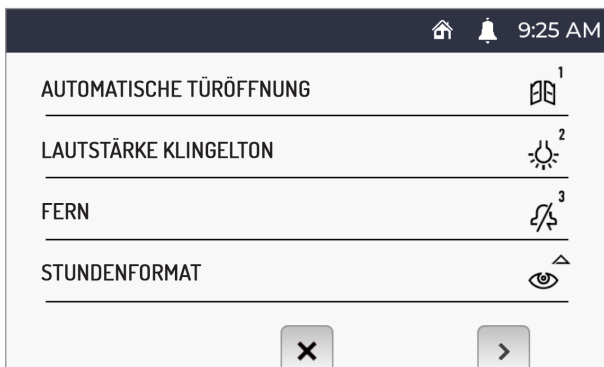 9:25 AM
AUTOMATISCHE TÜRÖFFNUNG 1
LAUTSTÄRKE KLINGELTON 2
FERN 3
STUNDENFORMAT